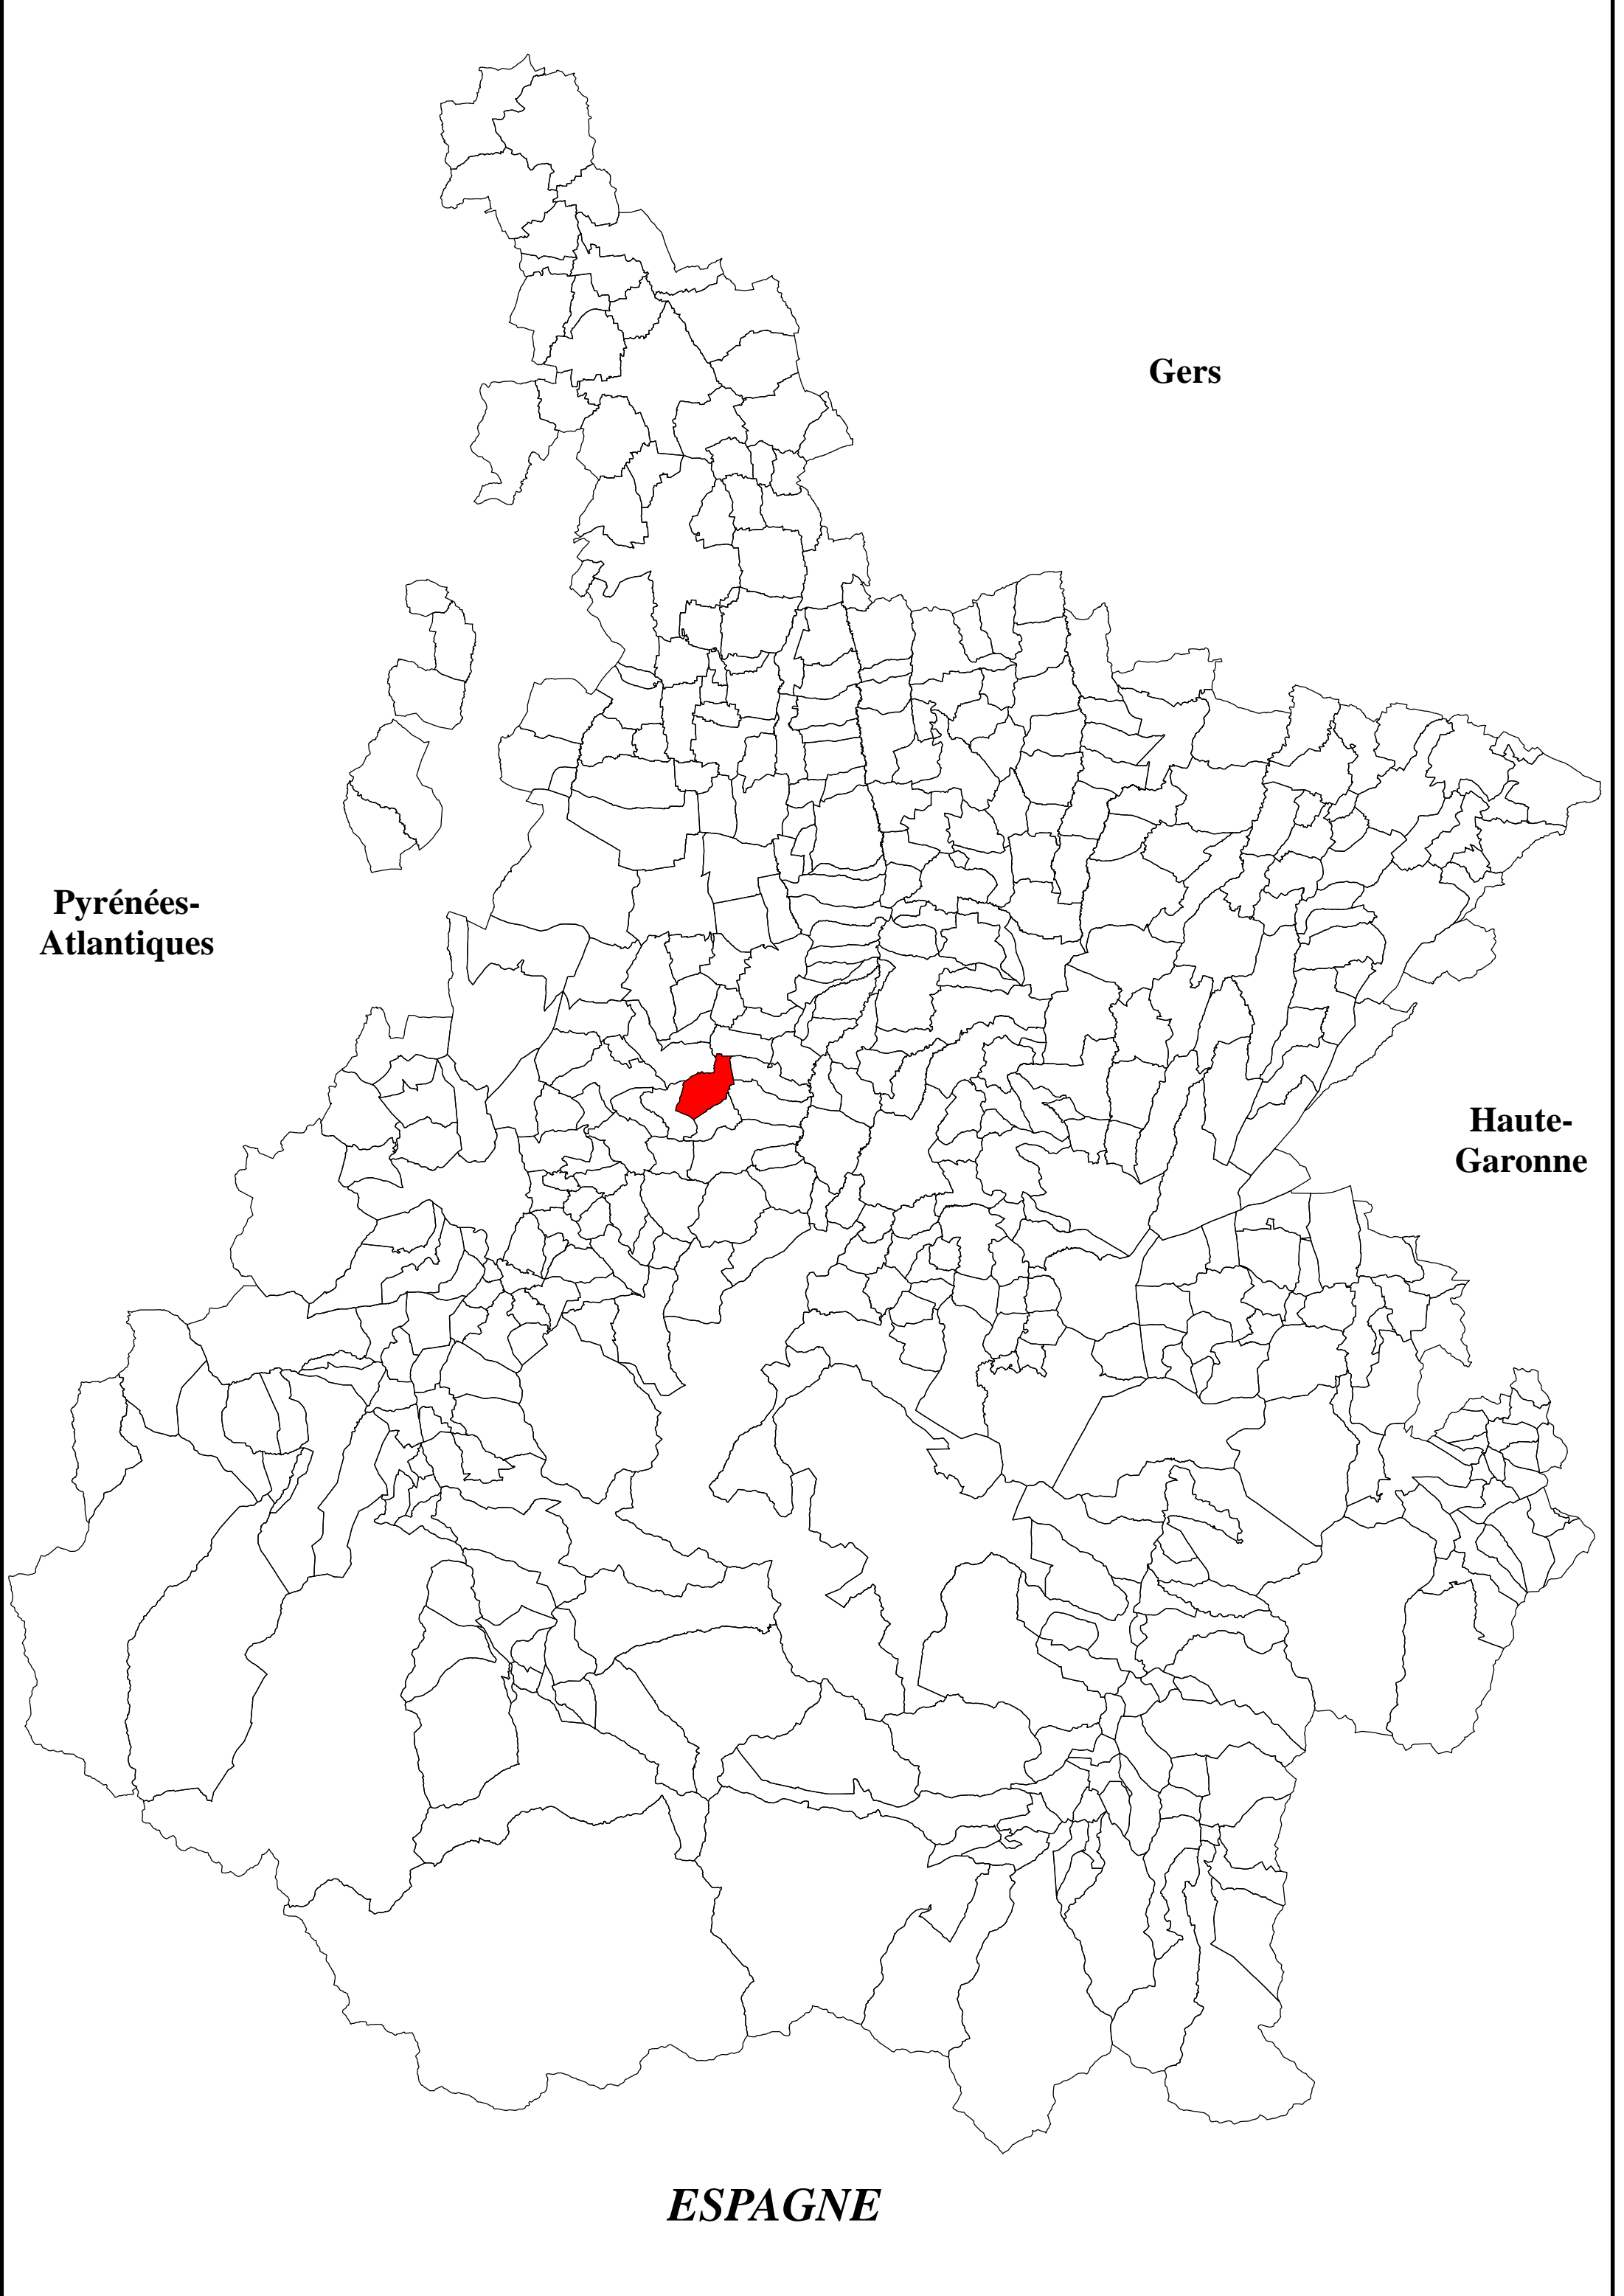 Gers
Pyrénées-
Atlantiques
Haute-
Garonne
ESPAGNE